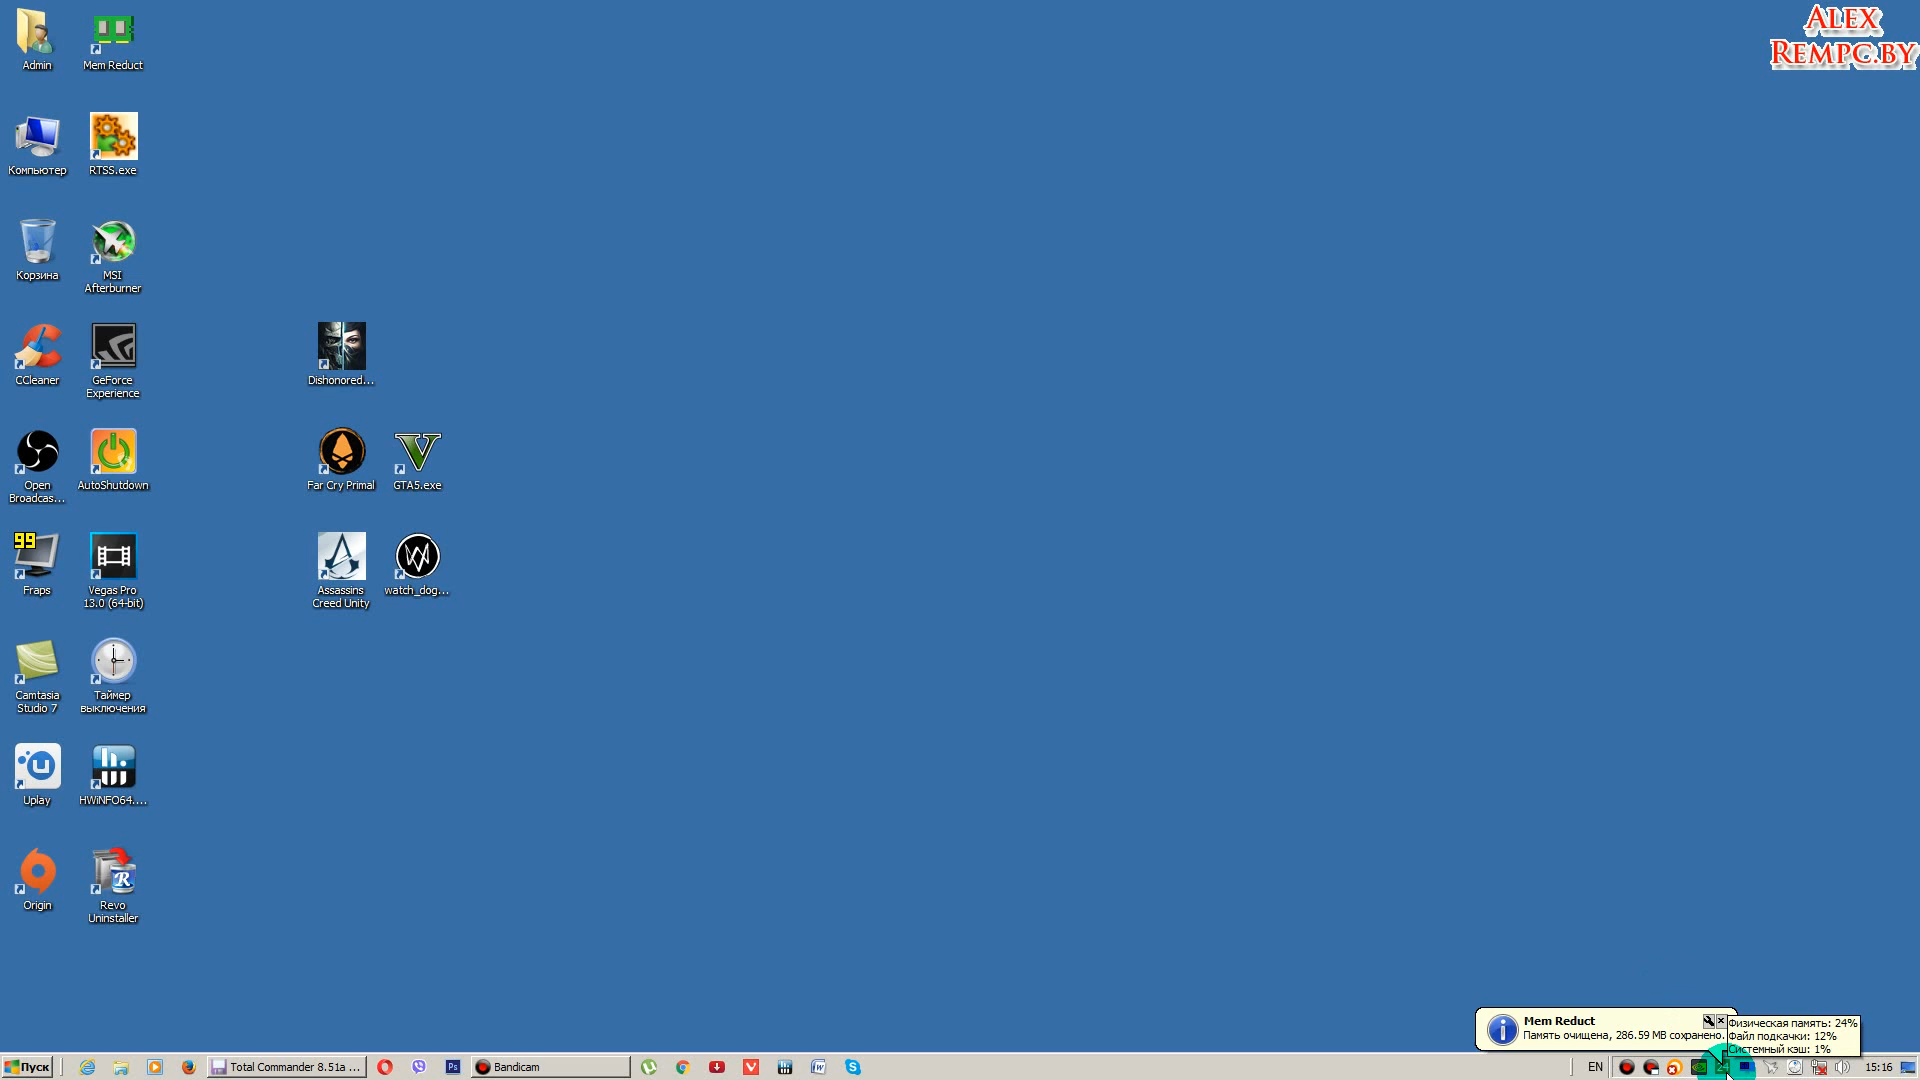 Alex
Rempc.by
Admin
Mem Reduct
Компьютер
RTSS.exe
Корзина
MSI
Afterburner
CCleaner
GeForce
Experience
Dishonored...
Open
Broadcas...
AutoShutdown
Far Cry Primal
GTA5.exe
99
Fraps
Vegas Pro
13.0 (64-bit)
Assassins
Creed Unity
watch_dog...
Camtasia
Studio 7
Таймер
выключения
Uplay
HWiNFO64....
Origin
Revo
Uninstaller
Mem Reduct
Память очищена, 286.59 MB сохранено.
Физическая память: 24%
Файл подкачки: 12%
Системный кэш: 1%
Пуск
Total Commander 8.51a ...
Ps
Bandicam
EN
15:16